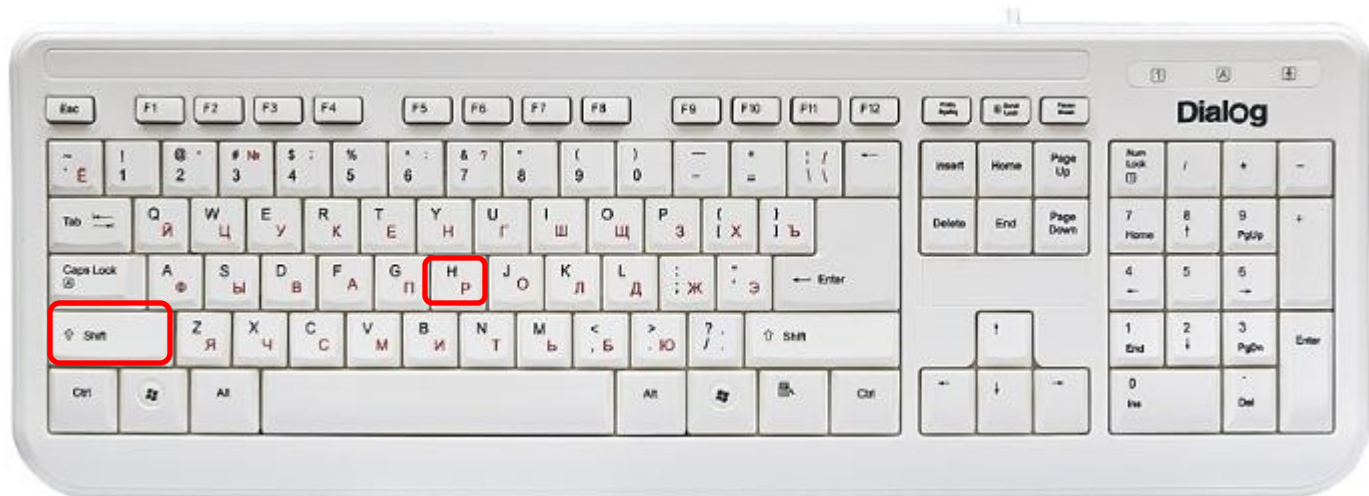 Dialog
Esc F1 F2 F3 F4 F5 F6 F7 F8 F9 F10 F11 F12
~ ` Ё ! 1 @ " 2 # № 3 $ ; 4 % 5 ^ : 6 & ? 7 * 8 ( 9 ) 0 — - + = | / \ \ ←
Insert Home Page Up Num Lock / * -
Tab Q Й W Ц E У R К T Е Y Н U Г I Ш O Щ P З { [ Х } ] Ъ
Delete End Page Down 7 Home 8 ↑ 9 PgUp +
Caps Lock A Ф S Ы D В F А G П H Р J О K Л L Д : ; Ж " ' Э ← Enter
4 ← 5 6 →
⇧ Shift Z Я X Ч C С V М B И N Т M Ь < , Б > . Ю ? . / , ⇧ Shift
↑ 1 End 2 ↓ 3 PgDn Enter
Ctrl Alt Alt Ctrl
← ↓ → 0 Ins . Del